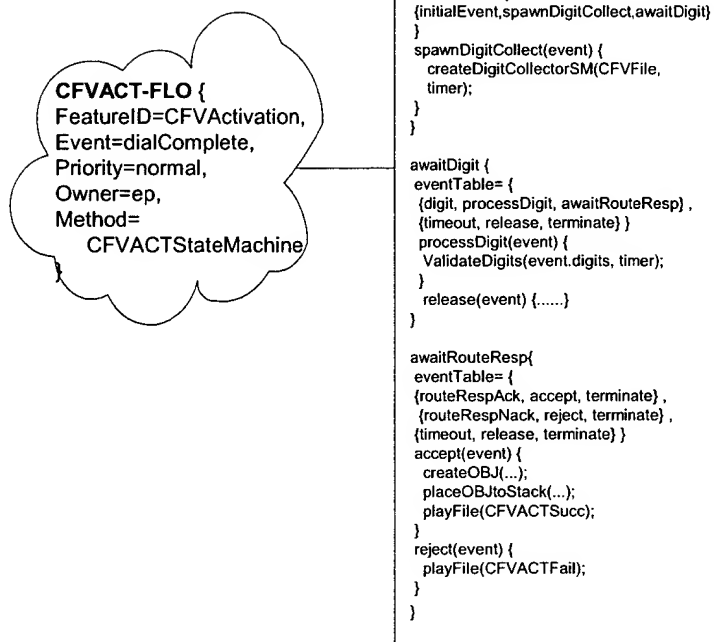 CFVACT-FLO {
FeatureID=CFVActivation,
Event=dialComplete,
Priority=normal,
Owner=ep,
Method=
CFVACTStateMachine
}
{initialEvent,spawnDigitCollect,awaitDigit}
}
spawnDigitCollect(event) {
createDigitCollectorSM(CFVFile,
timer);
}
}
awaitDigit {
eventTable= {
{digit, processDigit, awaitRouteResp} ,
{timeout, release, terminate} }
processDigit(event) {
ValidateDigits(event.digits, timer);
}
release(event) {......}
}
awaitRouteResp{
eventTable= {
{routeRespAck, accept, terminate} ,
{routeRespNack, reject, terminate} ,
{timeout, release, terminate} }
accept(event) {
createOBJ(...);
placeOBJtoStack(...);
playFile(CFVACTSucc);
}
reject(event) {
playFile(CFVACTFail);
}
}